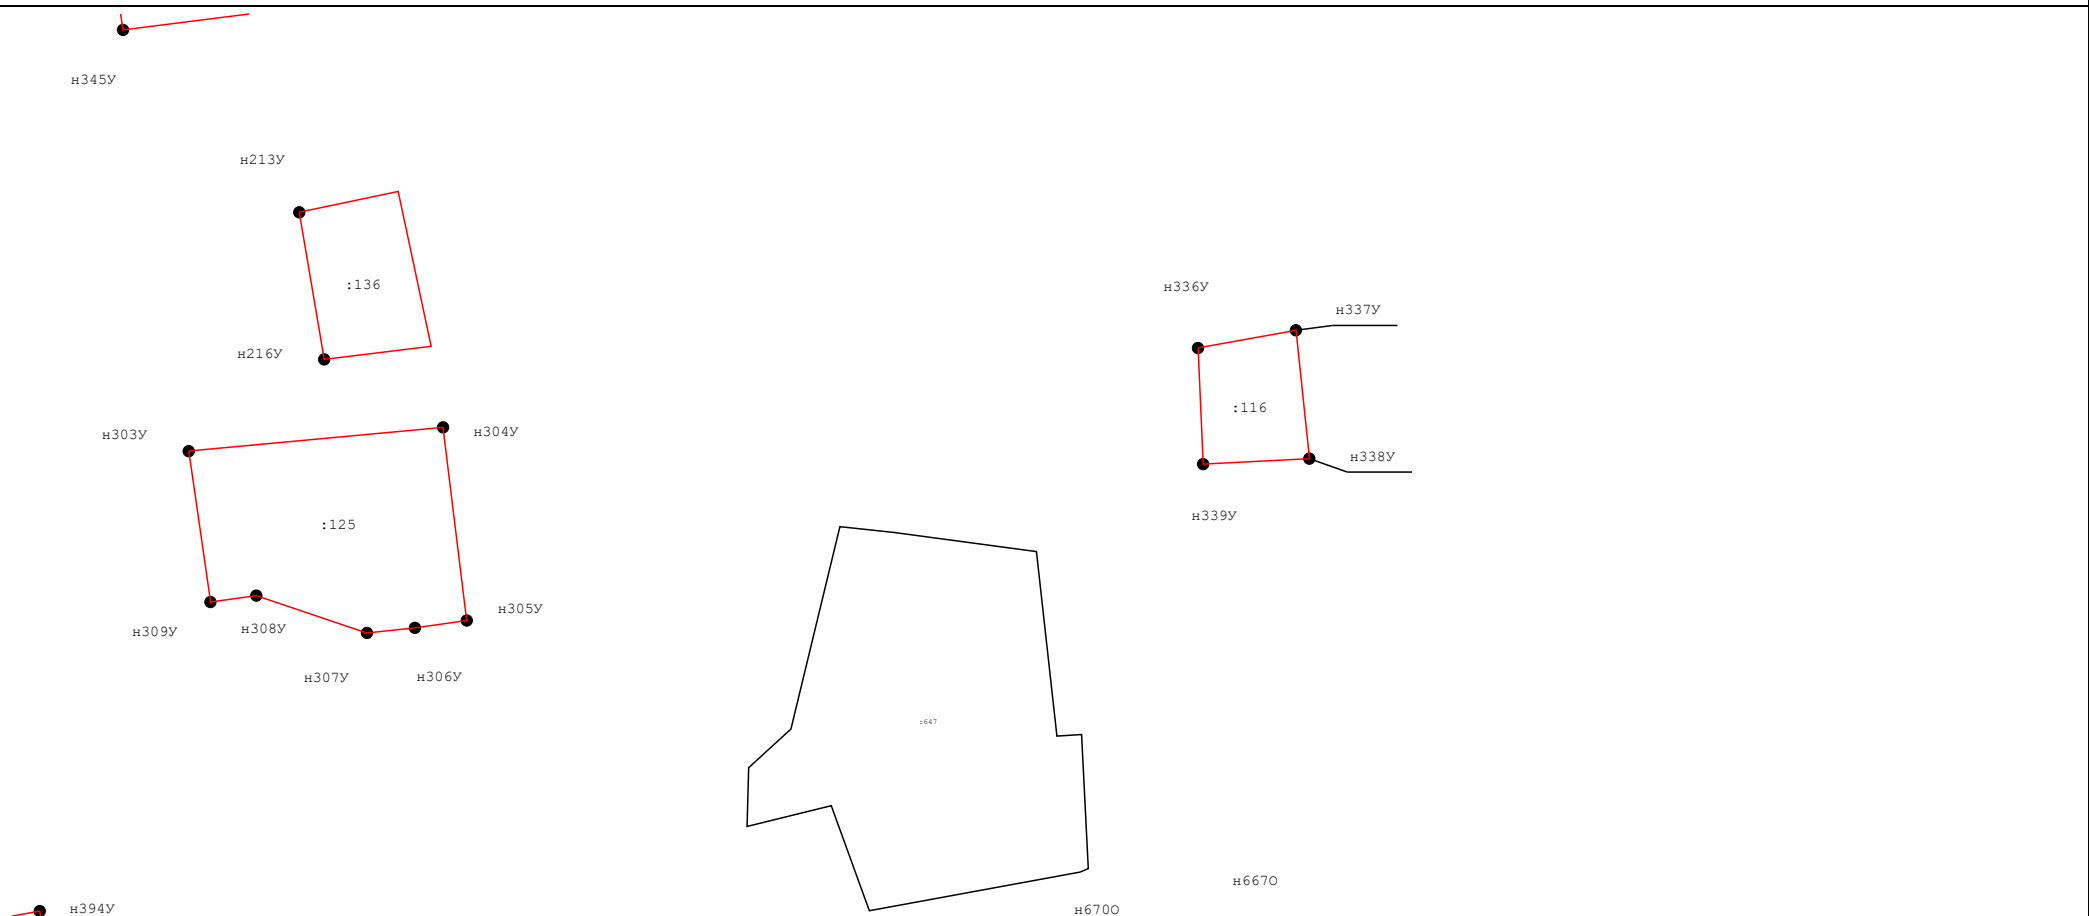 н345У
н213У
:136
н216У
н336У
н337У
:116
н338У
н339У
н303У
н304У
:125
н305У
н309У
н308У
н307У
н306У
:647
н667О
н394У
н670О